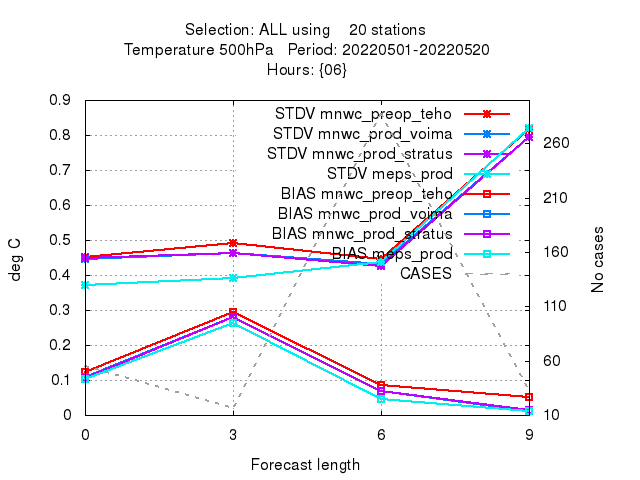 Selection: ALL using 20 stations
Temperature 500hPa Period: 20220501-20220520
Hours: {06}
STDV mnwc_preop_teho
STDV mnwc_prod_voima
STDV mnwc_prod_stratus
STDV meps_prod
BIAS mnwc_preop_teho
BIAS mnwc_prod_voima
BIAS mnwc_prod_stratus
BIAS meps_prod
CASES
0.9
0.8
0.7
0.6
0.5
0.4
0.3
0.2
0.1
0
deg C
260
210
160
110
60
10
No cases
0 3 6 9
Forecast length